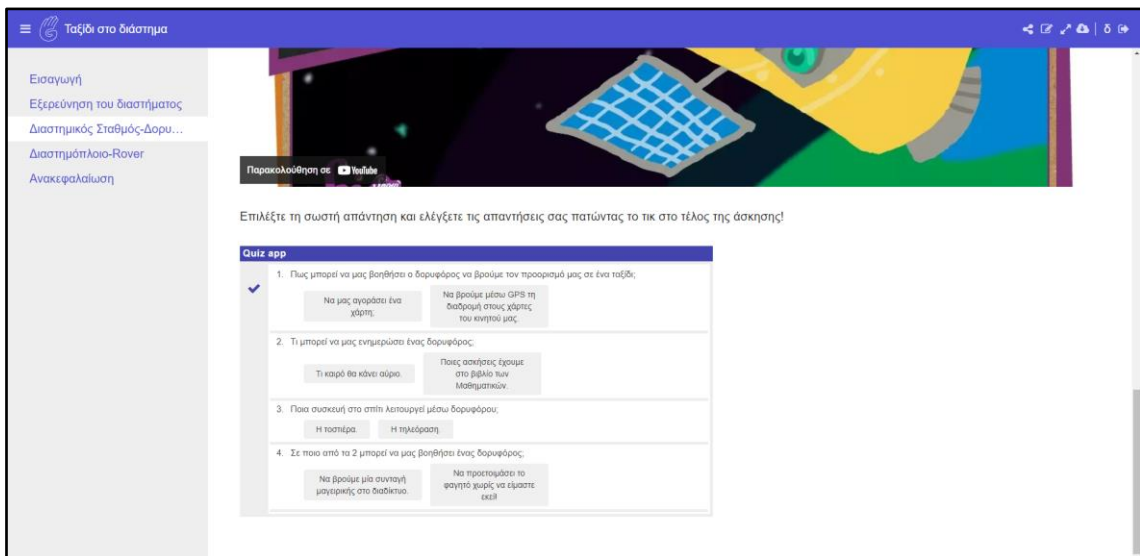 Ταξίδι στο διάστημα
δ
Εισαγωγή
Εξερεύνηση του διαστήματος
Διαστημικός Σταθμός-Δορυ...
Διαστημόπλοιο-Rover
Ανακεφαλαίωση
Παρακολούθηση σε YouTube
Επιλέξτε τη σωστή απάντηση και ελέγξετε τις απαντήσεις σας πατώντας το τικ στο τέλος της άσκησης!
Quiz app
1. Πως μπορεί να μας βοηθήσει ο δορυφόρος να βρούμε τον προορισμό μας σε ένα ταξίδι;
Να μας αγοράσει ένα
χάρτη;
Να βρούμε μέσω GPS τη
διαδρομή στους χάρτες
του κινητού μας.
2. Τι μπορεί να μας ενημερώσει ένας δορυφόρος;
Τι καιρό θα κάνει αύριο.
Ποιες ασκήσεις έχουμε
στο βιβλίο των
Μαθηματικών.
3. Ποια συσκευή στο σπίτι λειτουργεί μέσω δορυφόρου;
Η τοστιέρα.
Η τηλεόραση.
4. Σε ποιο από τα 2 μπορεί να μας βοηθήσει ένας δορυφόρος;
Να βρούμε μία συνταγή
μαγειρικής στο διαδίκτυο.
Να προετοιμάσει το
φαγητό χωρίς να είμαστε
εκεί!